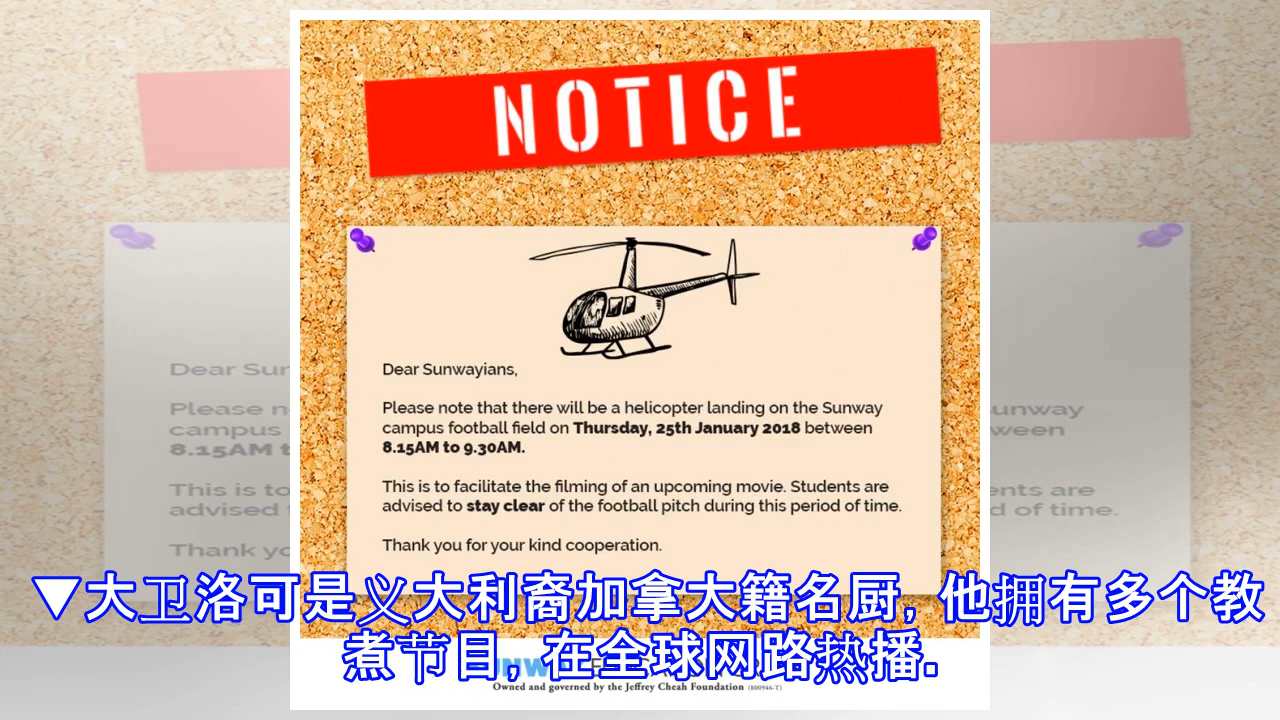 NOTICE
Dear Sunwayians,
Please note that there will be a helicopter landing on the Sunway
campus football field on Thursday, 25th January 2018 between
8.15AM to 9.30AM.
This is to facilitate the filming of an upcoming movie. Students are
advised to stay clear of the football pitch during this period of time.
Thank you for your kind cooperation.
▼大卫洛可是义大利裔加拿大籍名厨, 他拥有多个教
煮节目, 在全球网路热播.
Owned and governed by the Jeffrey Cheah Foundation (800946-T)